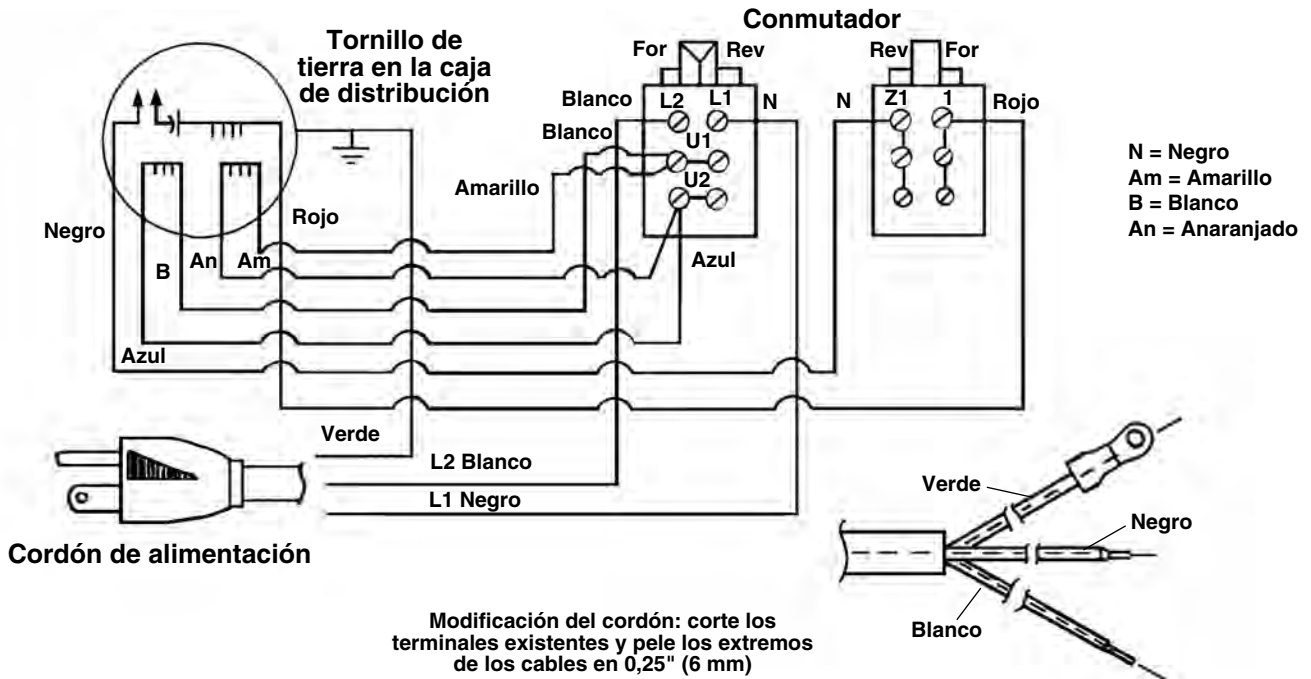 Conmutador
Tornillo de
tierra en la caja
de distribución
For
Rev
Rev
For
Blanco
L2
L1
N
N
Z1
1
Rojo
Blanco
U1
Amarillo
U2
N = Negro
Am = Amarillo
B = Blanco
An = Anaranjado
Negro
Rojo
B
An
Am
Azul
Azul
Verde
L2 Blanco
L1 Negro
Cordón de alimentación
Verde
Negro
Blanco
Modificación del cordón: corte los
terminales existentes y pele los extremos
de los cables en 0,25" (6 mm)